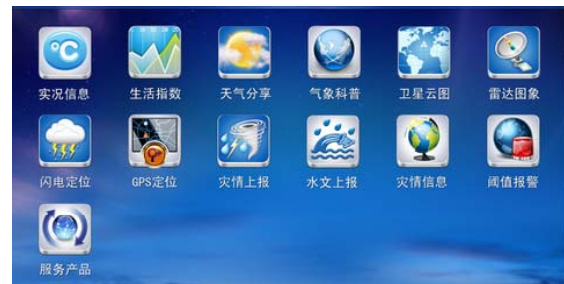 °C
实况信息
生活指数
天气分享
气象科普
卫星云图
雷达图象
闪电定位
GPS定位
灾情上报
水文上报
灾情信息
阈值报警
服务产品